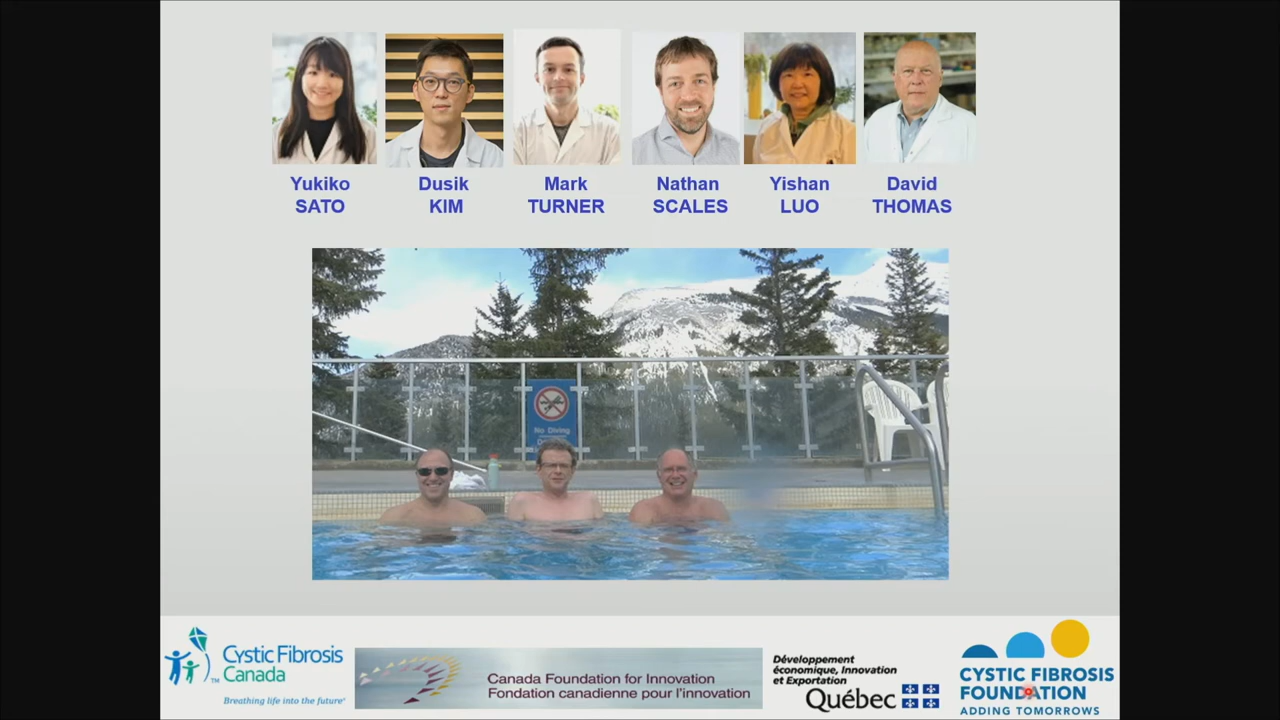 Yukiko
SATO
Dusik
KIM
Mark
TURNER
Nathan
SCALES
Yishan
LUO
David
THOMAS
No Diving
Cystic Fibrosis
Canada
TM
Breathing life into the future
Canada Foundation for Innovation
Fondation canadienne pour l'innovation
Développement
économique, Innovation
et Exportation
Québec
CYSTIC FIBROSIS
FOUNDATION
ADDING TOMORROWS